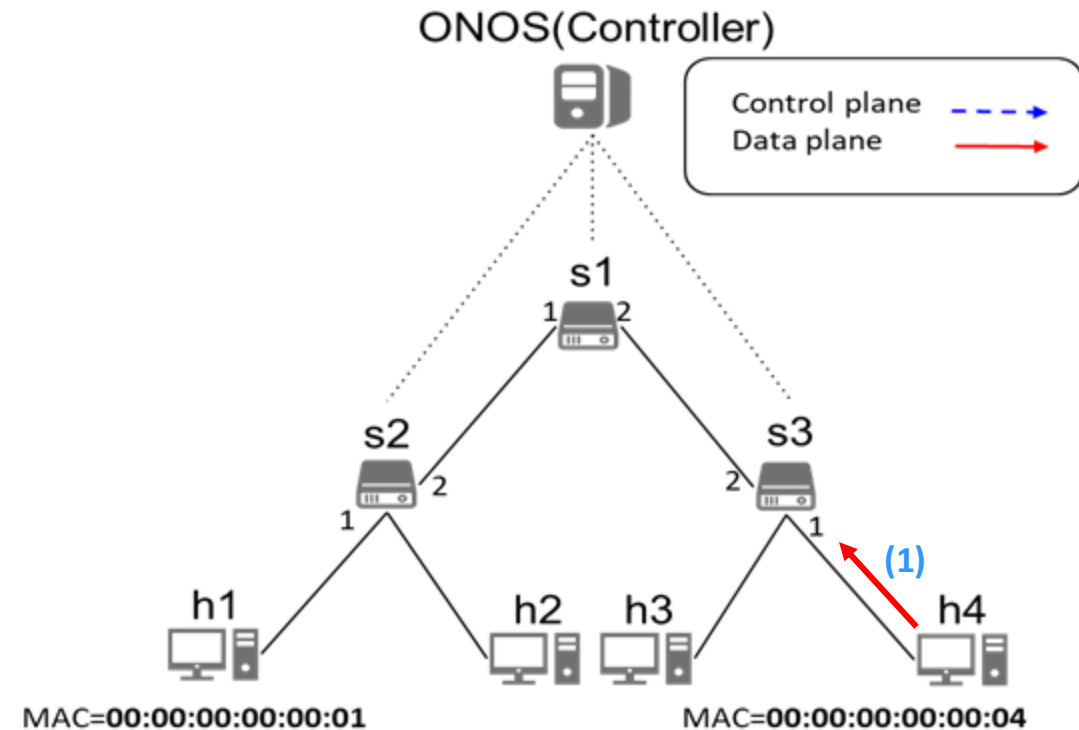 ONOS(Controller)
Control plane
Data plane
s1
1 2
s2
s3
2
2
1
1
(1)
h1
h2
h3
h4
MAC=00:00:00:00:00:01
MAC=00:00:00:00:00:04